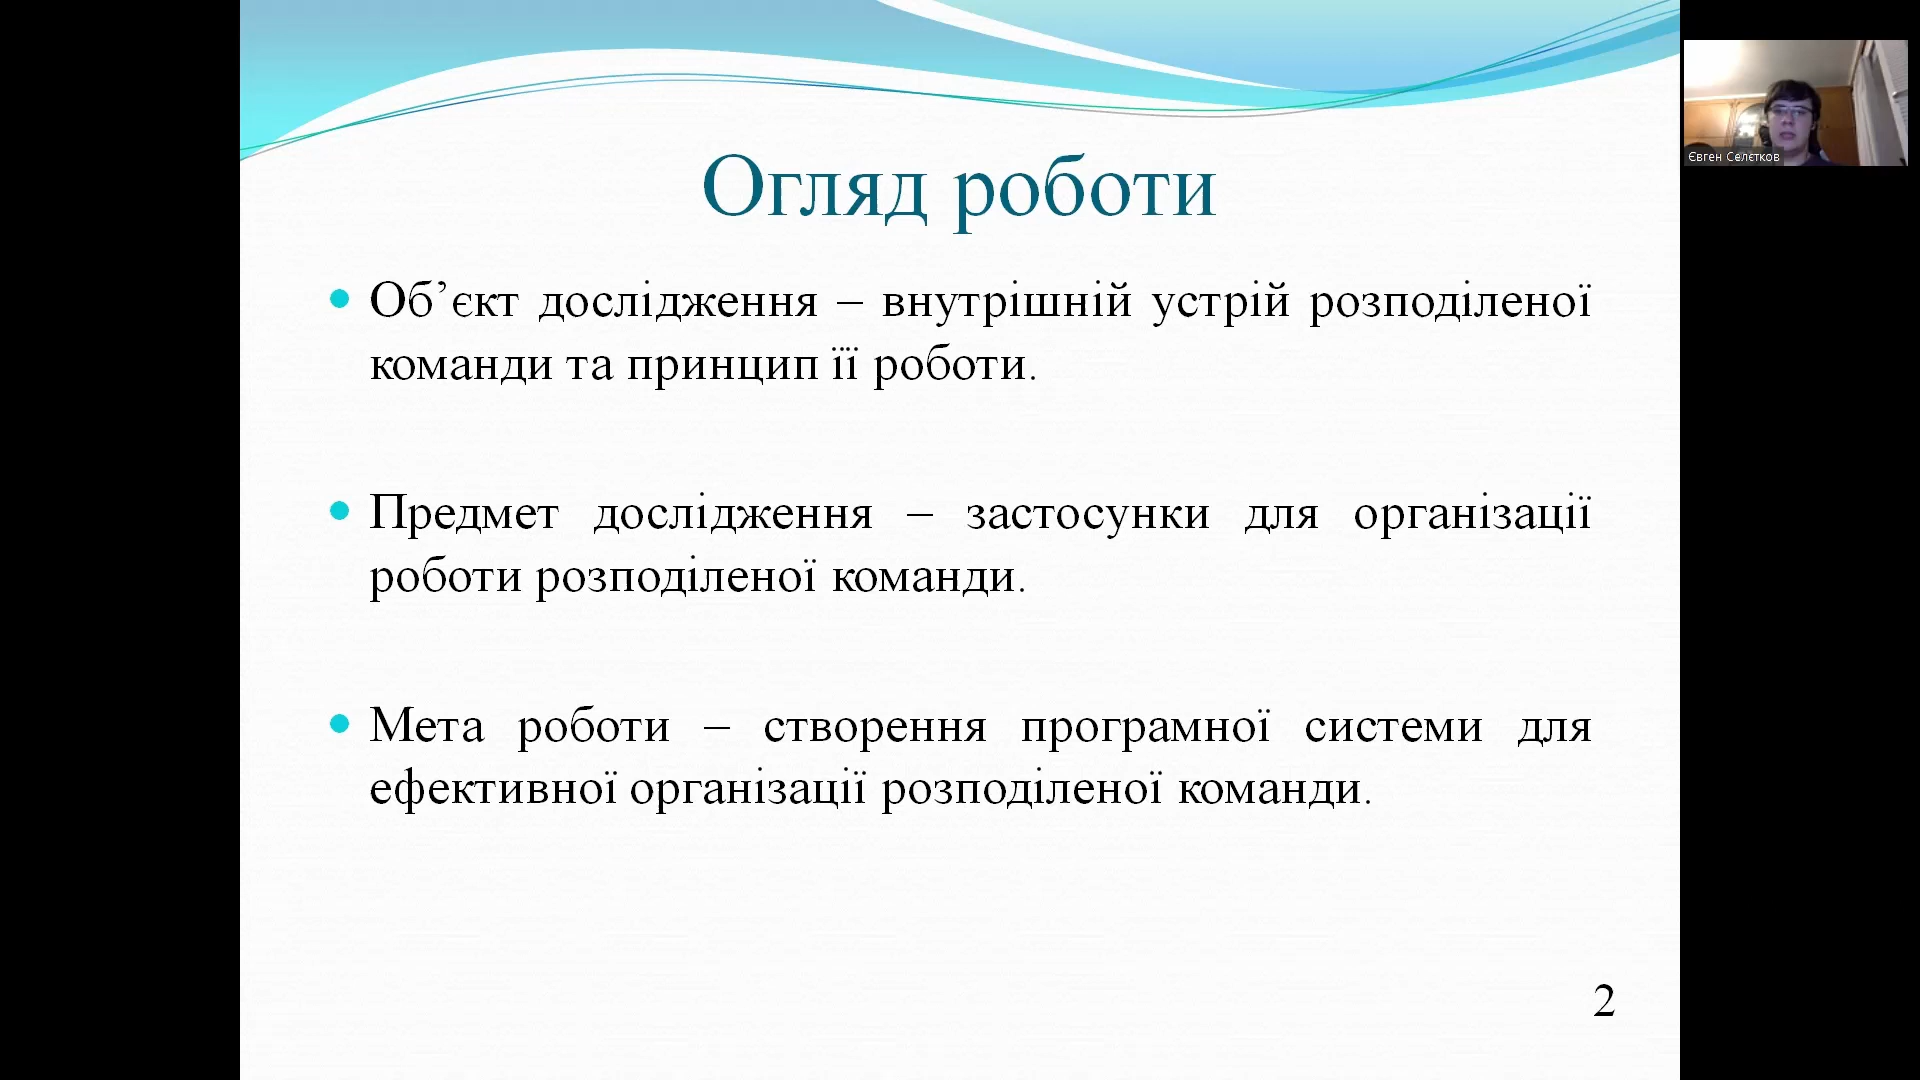 Огляд роботи
Об’єкт дослідження – внутрішній устрій розподіленої
команди та принцип її роботи.
Предмет дослідження – застосунки для організації
роботи розподіленої команди.
Мета роботи – створення програмної системи для
ефективної організації розподіленої команди.
2
Євген Селєтков